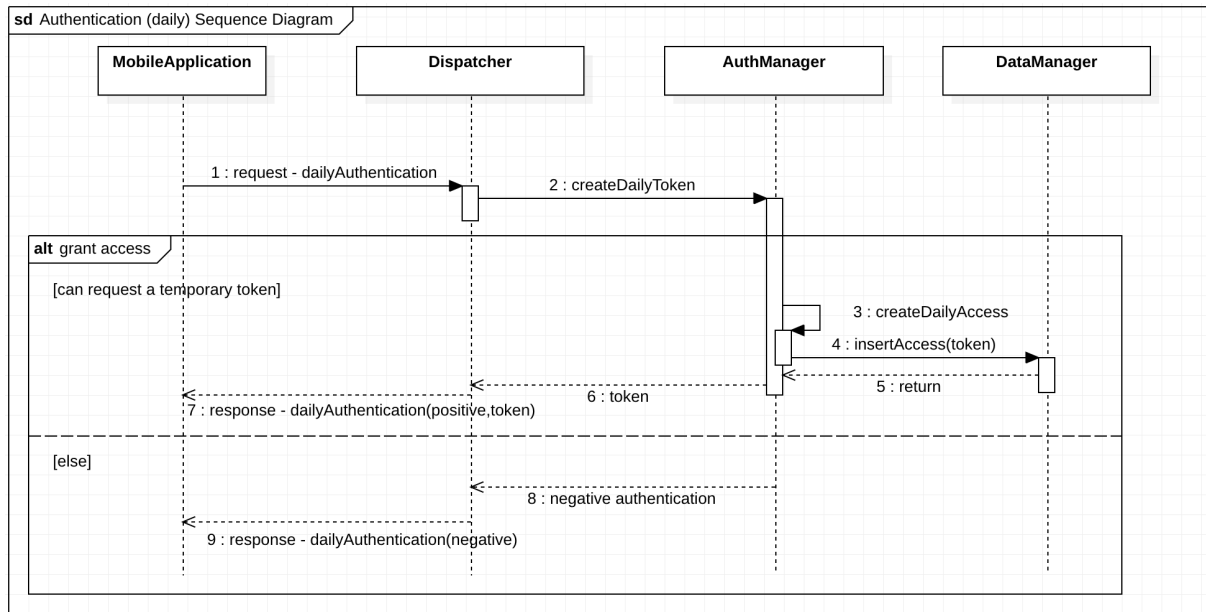 sd Authentication (daily) Sequence Diagram
MobileApplication
Dispatcher
AuthManager
DataManager
1 : request - dailyAuthentication
2 : createDailyToken
alt grant access
[can request a temporary token]
3 : createDailyAccess
4 : insertAccess(token)
5 : return
6 : token
7 : response - dailyAuthentication(positive,token)
[else]
8 : negative authentication
9 : response - dailyAuthentication(negative)